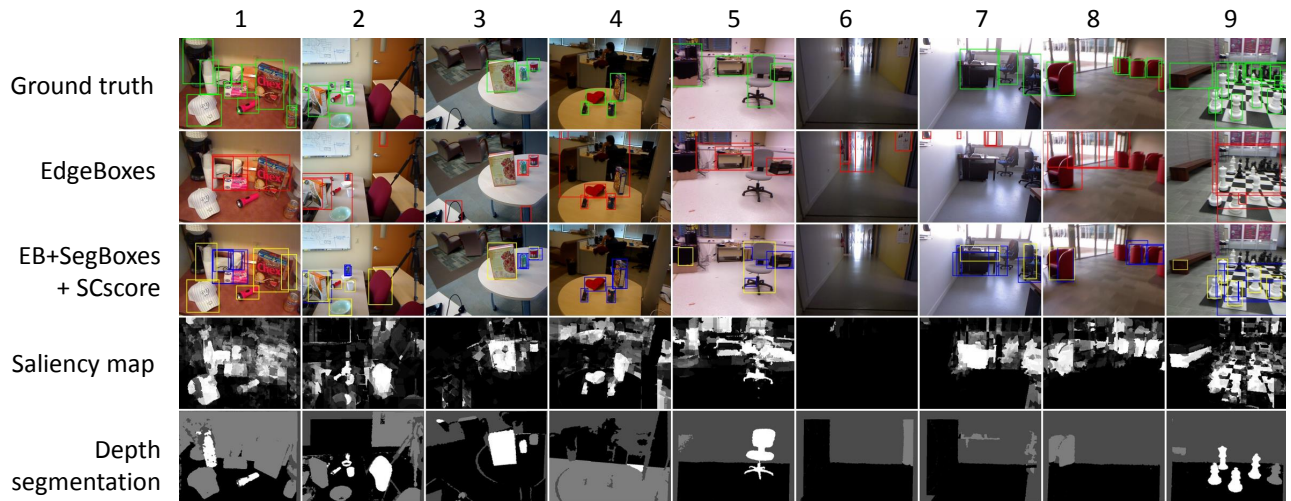 1 2 3 4 5 6 7 8 9
Ground truth
EdgeBoxes
EB+SegBoxes
+ SCscore
Saliency map
Depth
segmentation